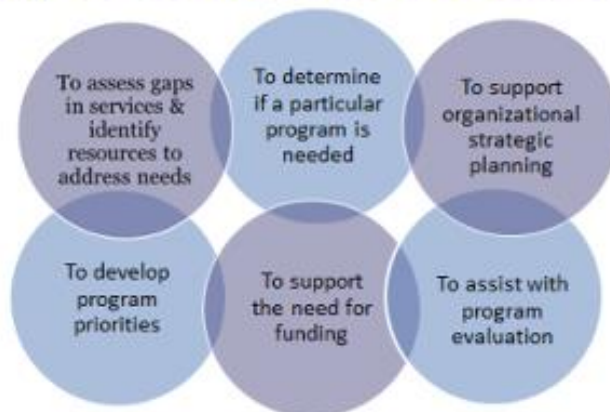 To assess gaps
in services &
identify
resources to
address needs
To determine
if a particular
program is
needed
To support
organizational
strategic
planning
To develop
program
priorities
To support
the need for
funding
To assist with
program
evaluation